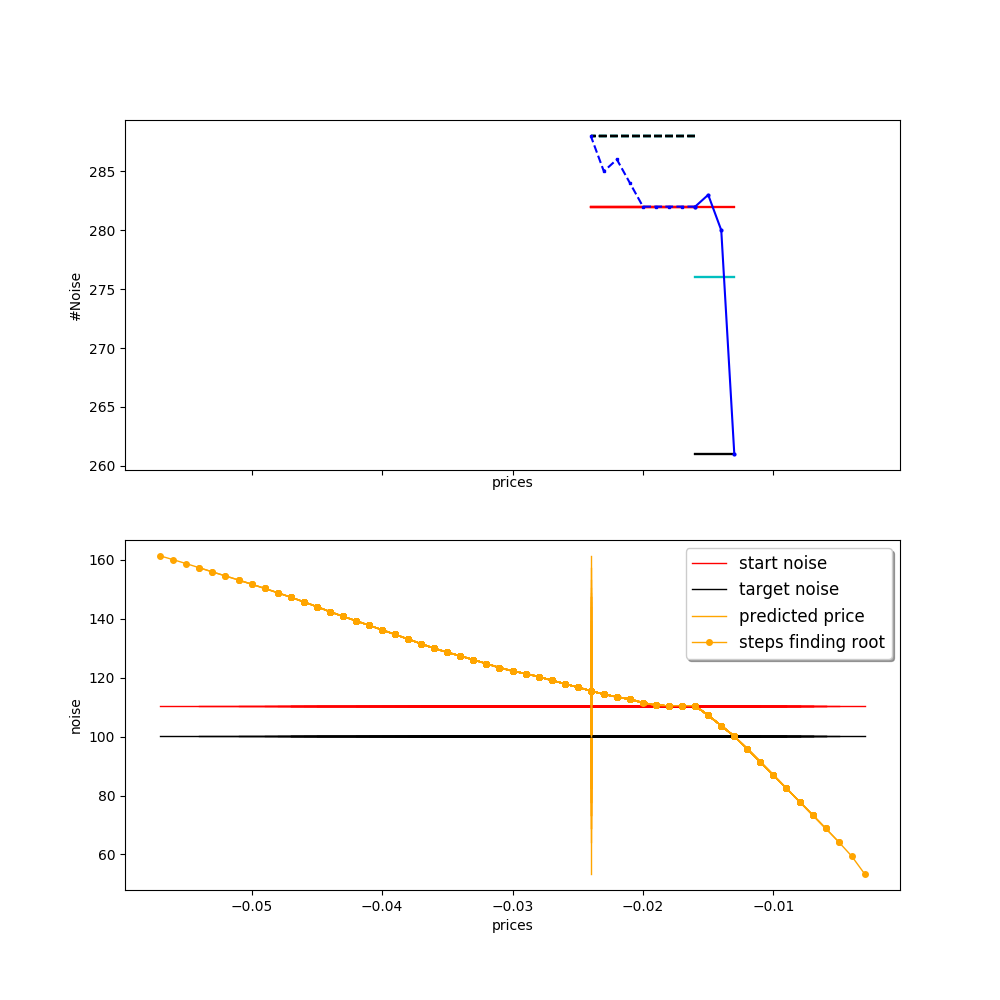 285
280
275
270
265
260
#Noise
prices
160
140
120
100
80
60
noise
start noise
target noise
predicted price
steps finding root
−0.05
−0.04
−0.03
−0.02
−0.01
prices